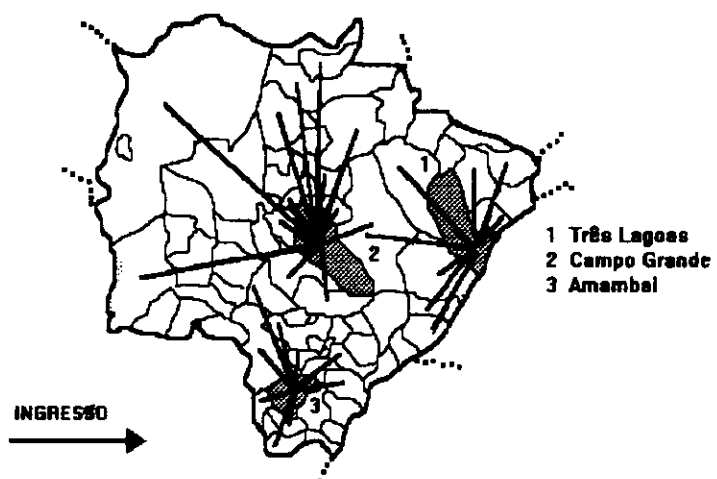 1
2
1 Três Lagoas
2 Campo Grande
3 Amambai
3
INGRESSO